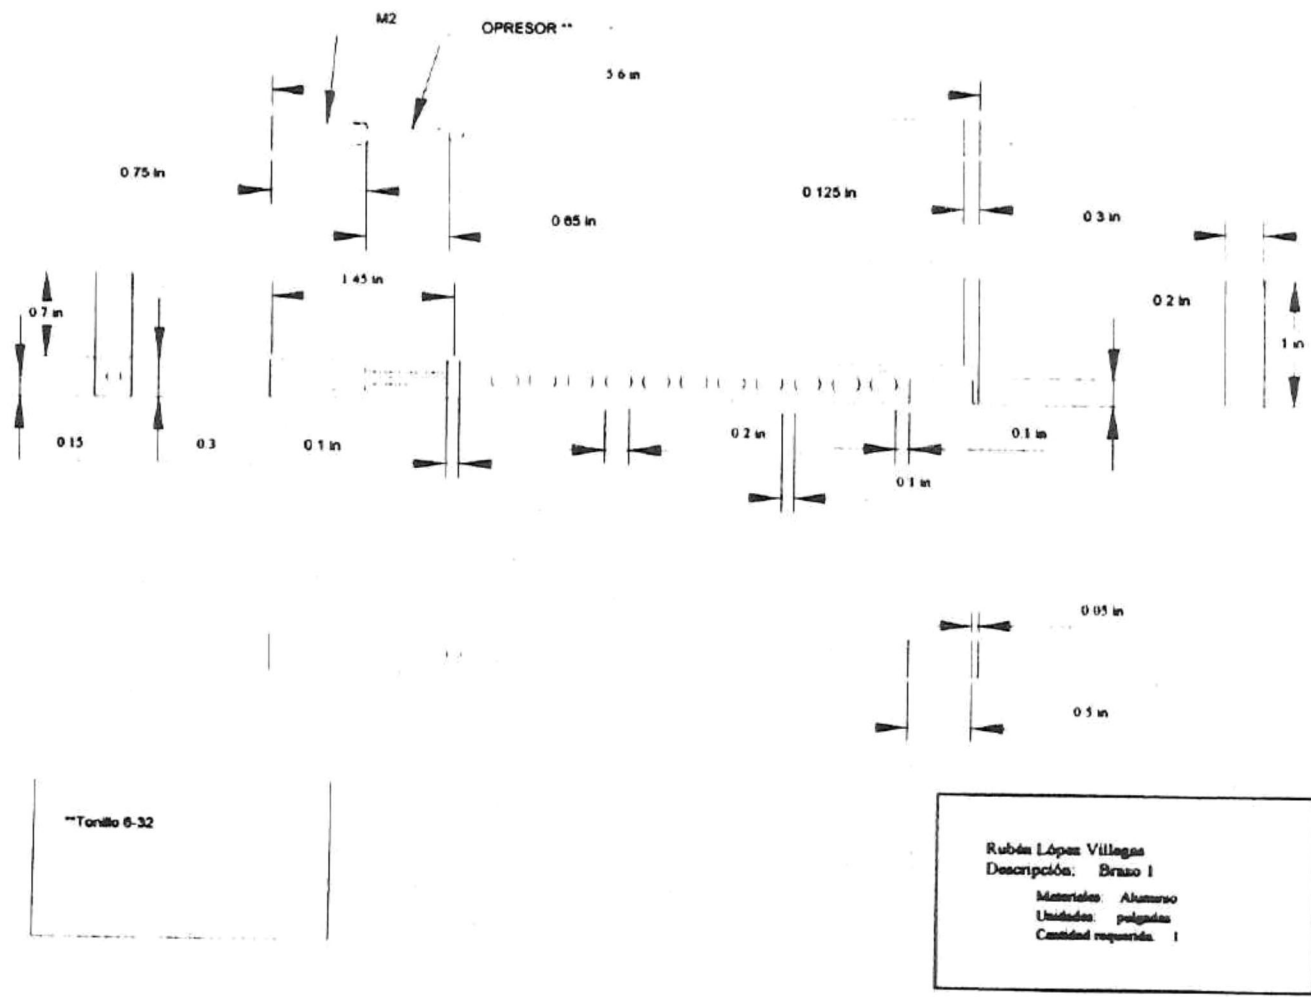 M2
OPRESOR **
5 6 in
0 75 in
0 65 in
0 125 in
0 3 in
1 45 in
0 7 in
0 2 in
1 in
0 15
0 3
0 1 in
0 2 in
0 1 in
0 1 in
0 05 in
0 5 in
**Tonillo 6-32
Rubén López Villegas
Descripción: Brazo 1
Materiales: Aluminio
Unidades: pulgadas
Cantidad requerida 1